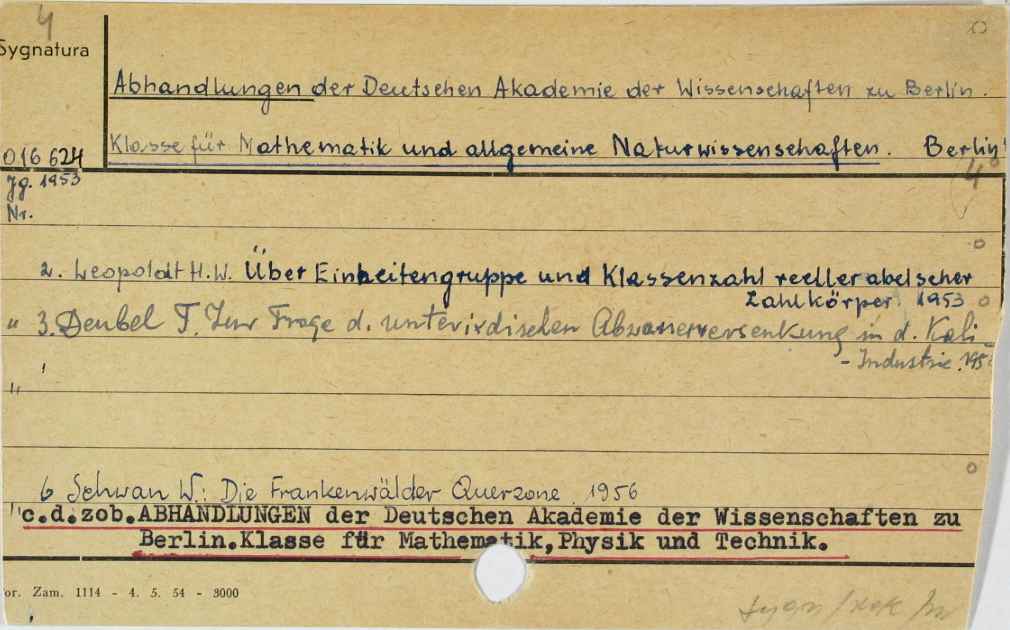 4
Sygnatura
Abhandlungen der Deutschen Akademie der Wissenschaften zu Berlin.
Klasse für Mathematik und allgemeine Naturwissenschaften. Berlin
016 624
4
Jg. 1953
Nr.
2. Leopoldt H.W. Über Einheitengruppe und Klassenzahl reeller abelscher
Zahlkörper 1953
" 3. Deubel F. Zur Frage d. unterirdischen Abwasserversenkung in d. Kali-
- Industrie. 195
"
6 Schwan W.: Die Frankenwälder Querzone. 1956
" c.d.zob.ABHANDLUNGEN der Deutschen Akademie der Wissenschaften zu
Berlin.Klasse für Mathematik,Physik und Technik.
or. Zam. 1114 - 4. 5. 54 - 3000